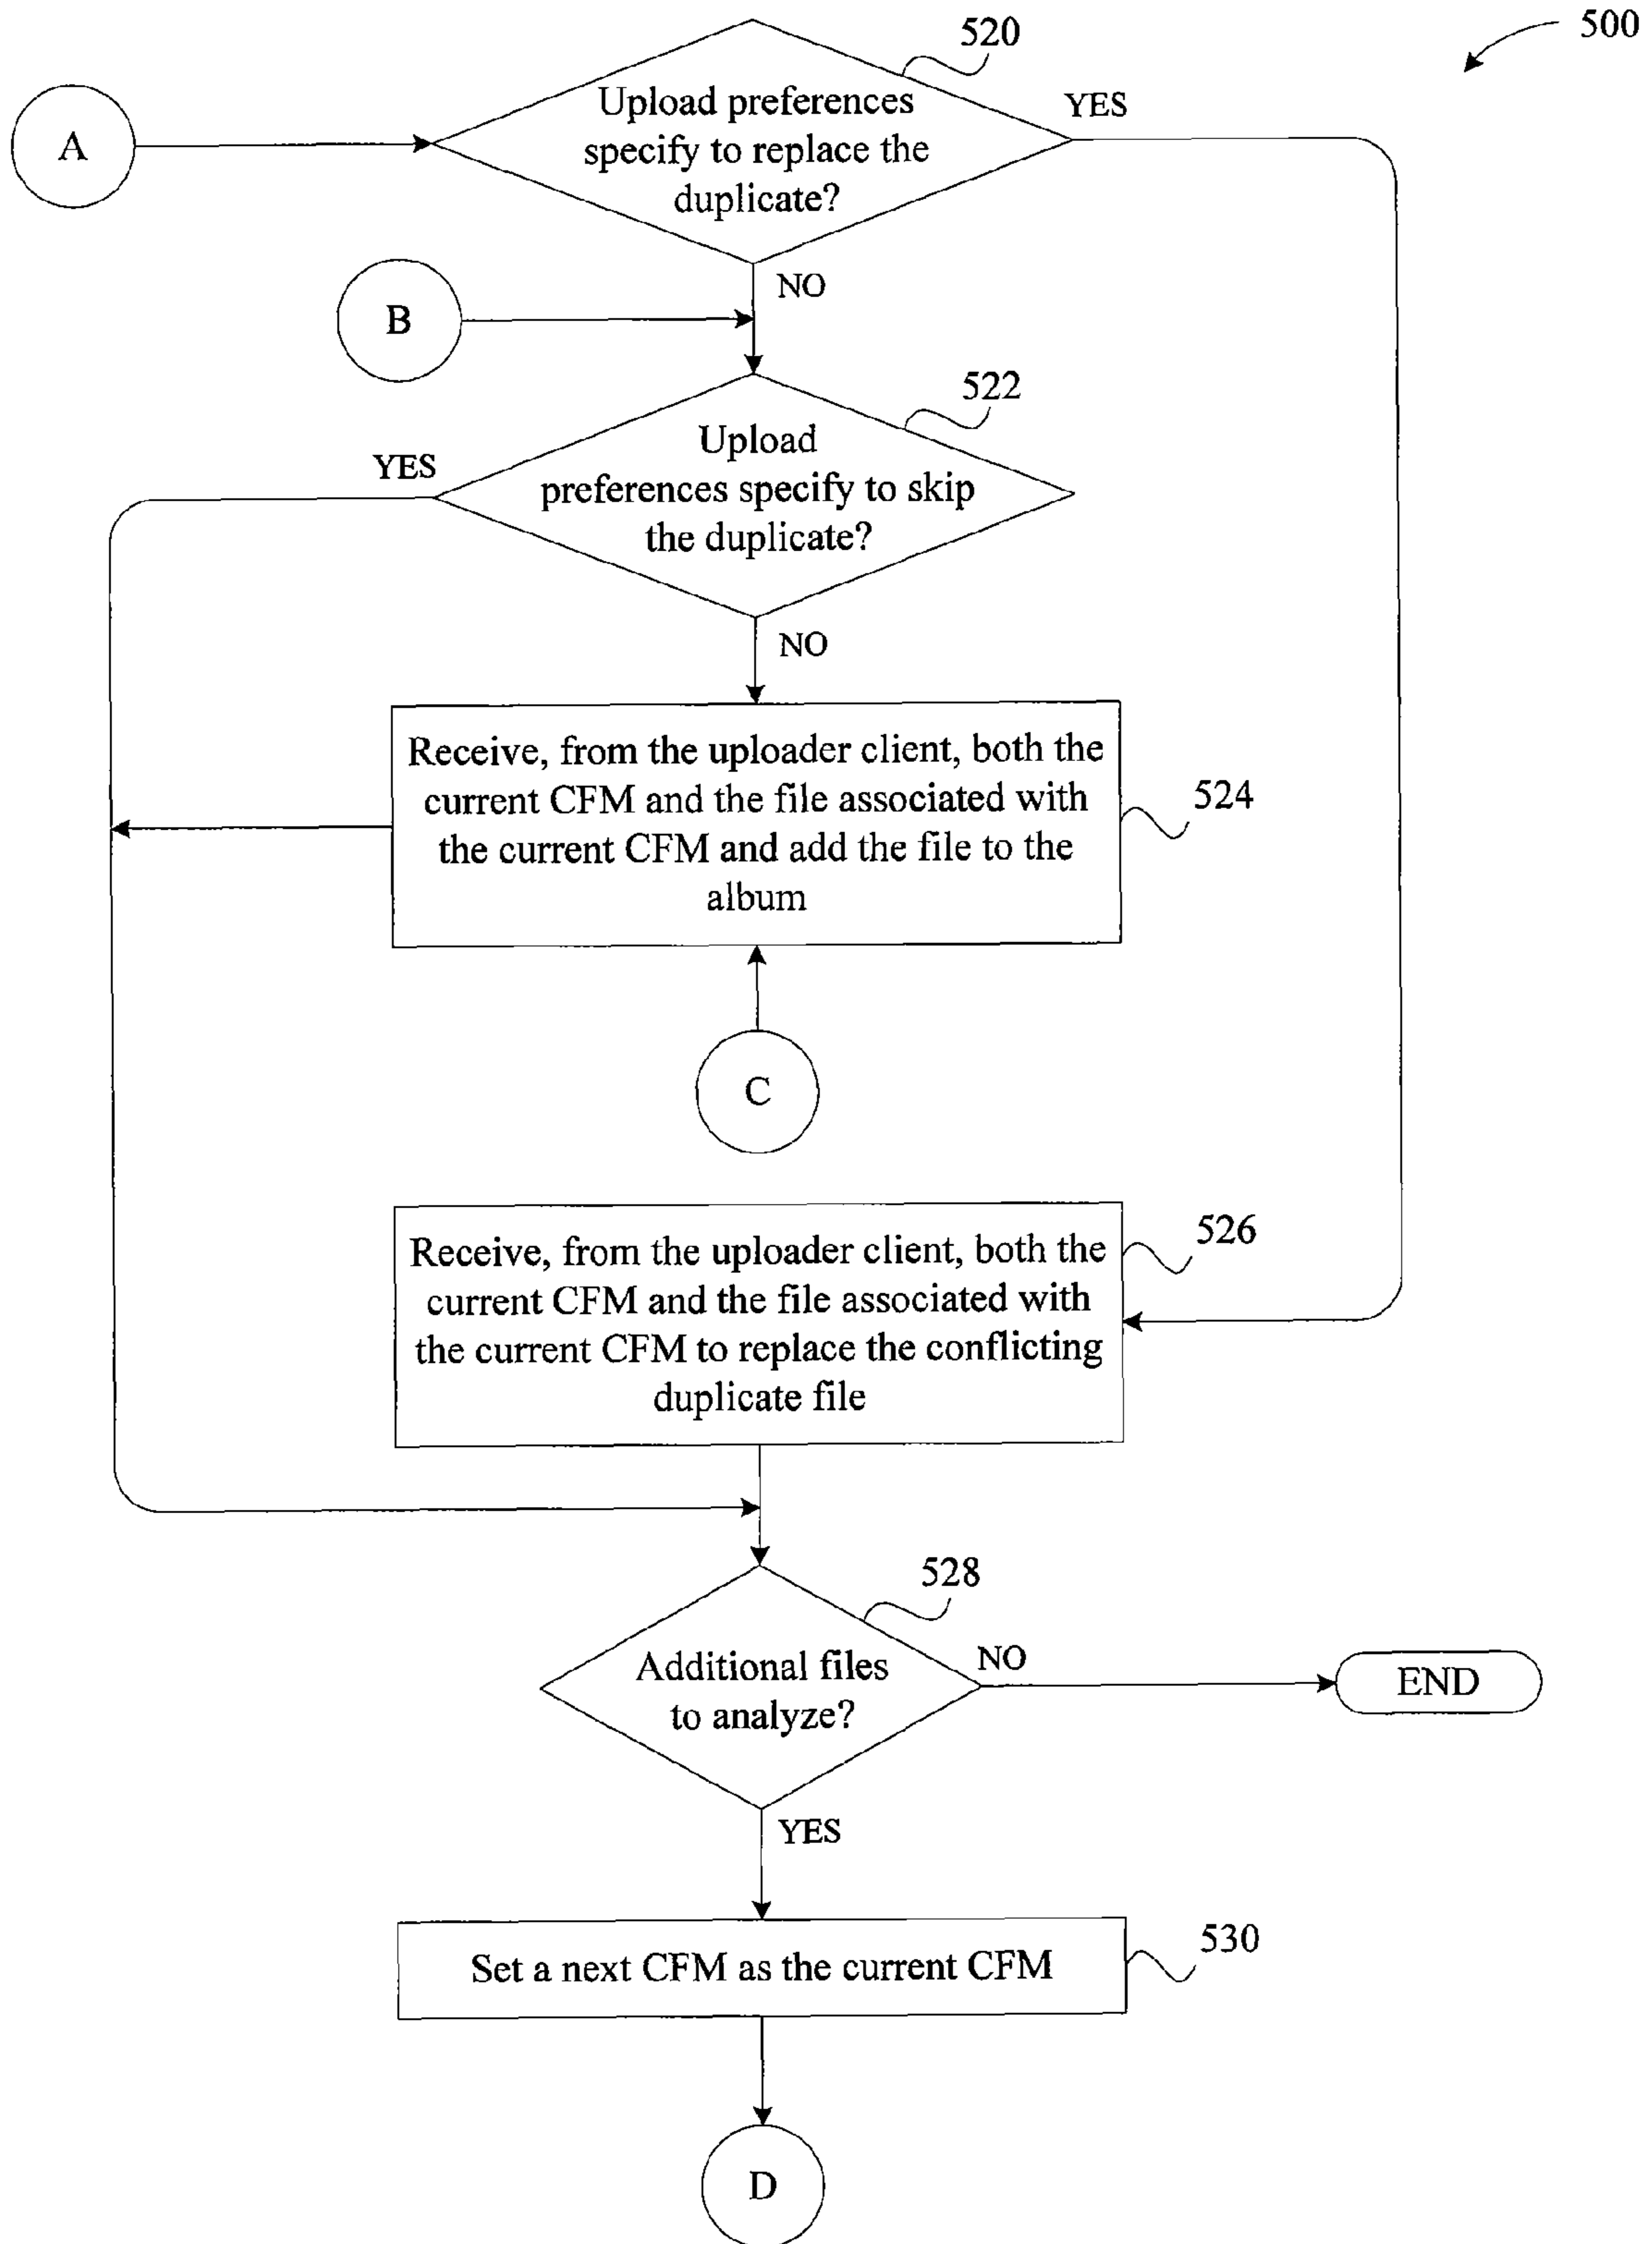 500
520
Upload preferences
specify to replace the
duplicate?
YES
A
NO
B
522
Upload
preferences specify to skip
the duplicate?
YES
NO
Receive, from the uploader client, both the
current CFM and the file associated with
the current CFM and add the file to the
album
524
C
Receive, from the uploader client, both the
current CFM and the file associated with
the current CFM to replace the conflicting
duplicate file
526
528
Additional files
to analyze?
NO
END
YES
Set a next CFM as the current CFM
530
D